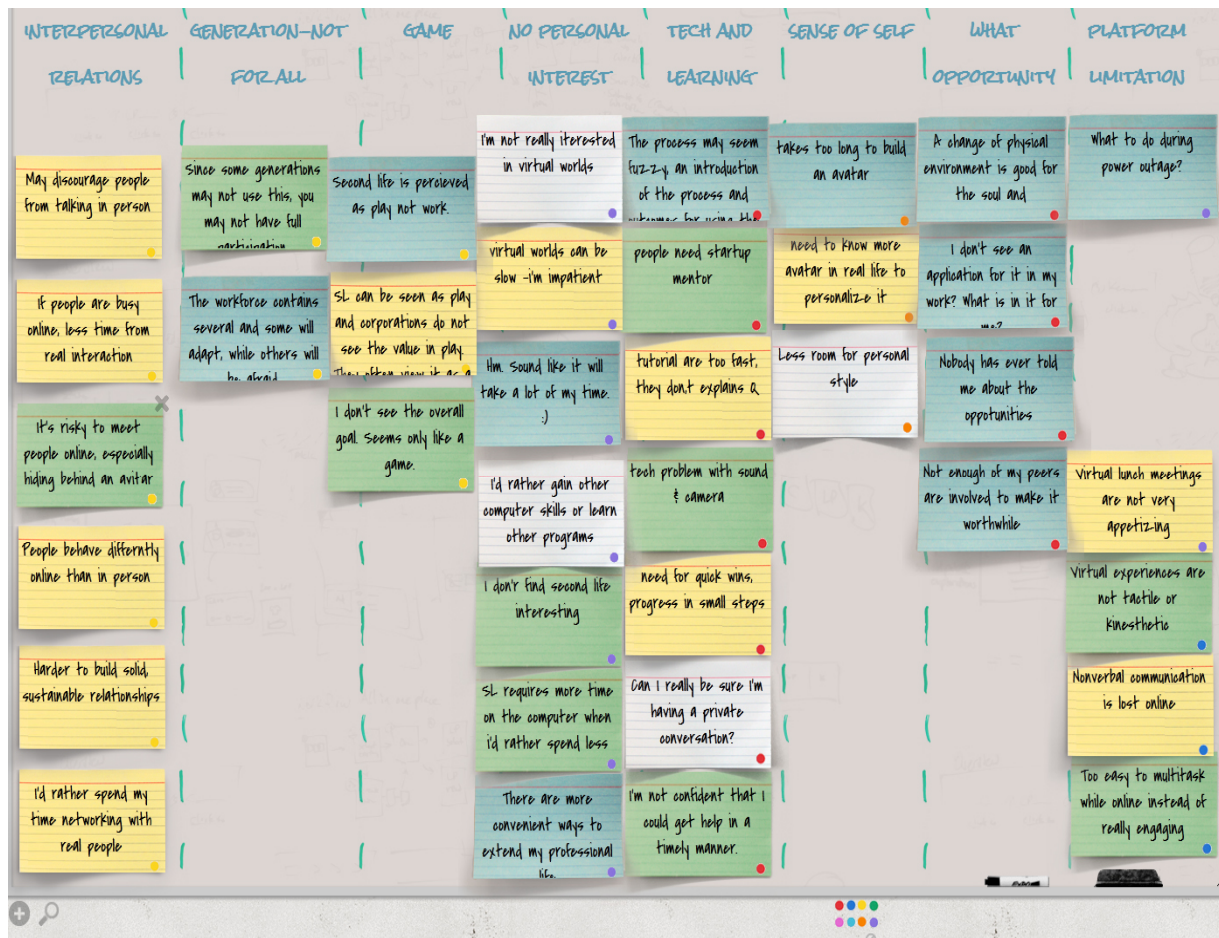 INTERPERSONAL
RELATIONS
GENERATION-NOT
FOR ALL
GAME
NO PERSONAL
INTEREST
TECH AND
LEARNING
SENSE OF SELF
WHAT
OPPORTUNITY
PLATFORM
LIMITATION
May discourage people
from talking in person
If people are busy
online, less time from
real interaction
It's risky to meet
people online, especially
hiding behind an avitar
People behave differntly
online than in person
Harder to build solid,
sustainable relationships
I'd rather spend my
time networking with
real people
Since some generations
may not use this, you
may not have full
participation
The workforce contains
several and some will
adapt, while others will
be afraid
Second life is percieved
as play not work.
SL can be seen as play
and corporations do not
see the value in play.
They often view it as a
I don't see the overall
goal. Seems only like a
game.
I'm not really iterested
in virtual worlds
virtual worlds can be
slow -i'm impatient
Hm. Sound like it will
take a lot of my time.
:)
I'd rather gain other
computer skills or learn
other programs
I don'r find second life
interesting
SL requires more time
on the computer when
i'd rather spend less
There are more
convenient ways to
extend my professional
life.
The process may seem
fuzzy, an introduction
of the process and
outcomes for using the
people need startup
mentor
tutorial are too fast,
they dont explains Q
tech problem with sound
& camera
need for quick wins,
progress in small steps
Can I really be sure I'm
having a private
conversation?
I'm not confident that I
could get help in a
timely manner.
takes too long to build
an avatar
need to know more
avatar in real life to
personalize it
Less room for personal
style
A change of physical
environment is good for
the soul and
I don't see an
application for it in my
work? What is in it for
me?
Nobody has ever told
me about the
oppotunities
Not enough of my peers
are involved to make it
worthwhile
What to do during
power outage?
Virtual lunch meetings
are not very
appetizing
Virtual experiences are
not tactile or
kinesthetic
Nonverbal communication
is lost online
Too easy to multitask
while online instead of
really engaging